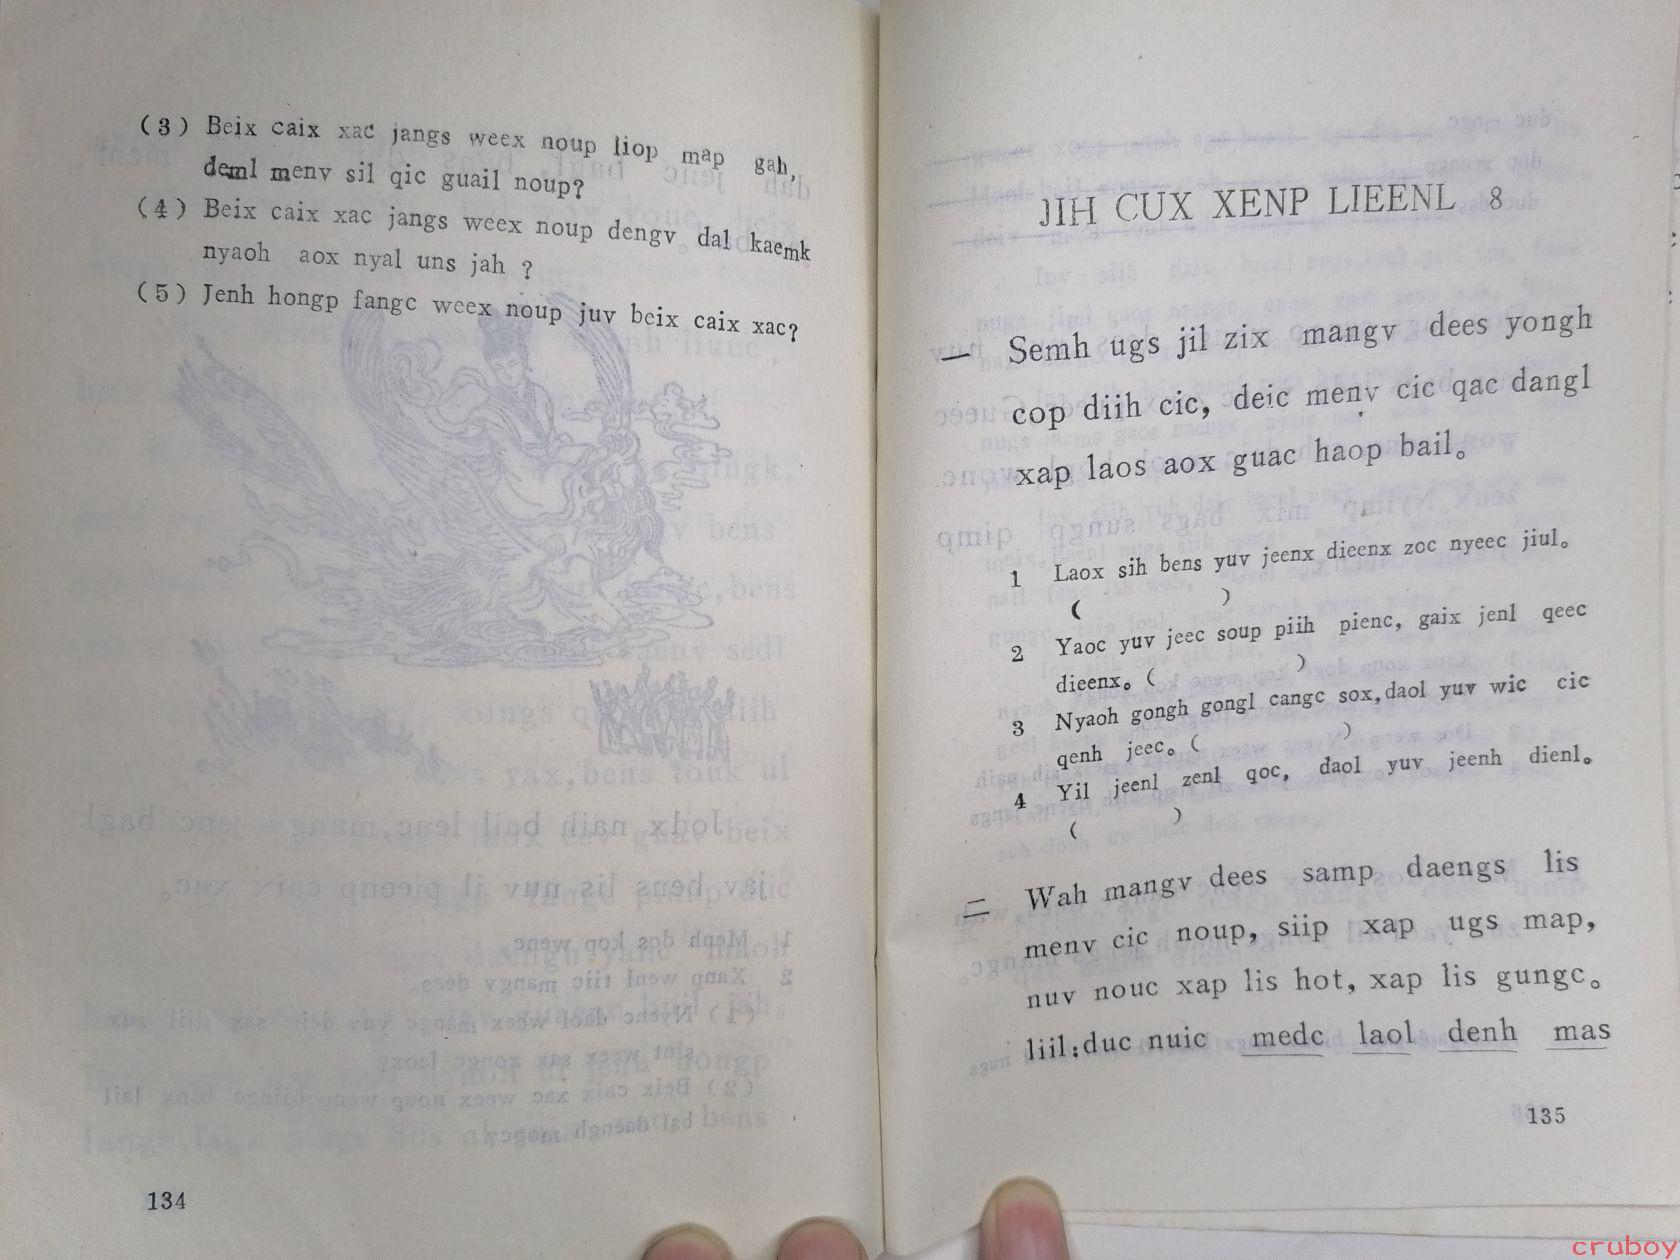 (3) Beix caix xac jangs weex noup liop map gah,
deml menv sil qic guail noup?
(4) Beix caix xac jangs weex noup dengv dal kaemk
nyaoh aox nyal uns jah ?
(5) Jenh hongp fangc weex noup juv beix caix xac?
134
JIH CUX XENP LIEENL 8
一 Semh ugs jil zix mangv dees yongh
cop diih cic, deic menv cic qac dangl
xap laos aox guac haop bail。
1 Laox sih bens yuv jeenx dieenx zoc nyeec jiul。
( )
2 Yaoc yuv jeec soup piih pienc, gaix jenl qeec
dieenx。( )
3 Nyaoh gongh gongl cangc sox, daol yuv wic cic
qenh jeec。( )
4 Yil jeenl zenl qoc, daol yuv jeenh dienl。
( )
二 Wah mangv dees samp daengs lis
menv cic noup, siip xap ugs map,
nuv nouc xap lis hot, xap lis gungc。
liil:duc nuic medc laol denh mas
135
cruboy